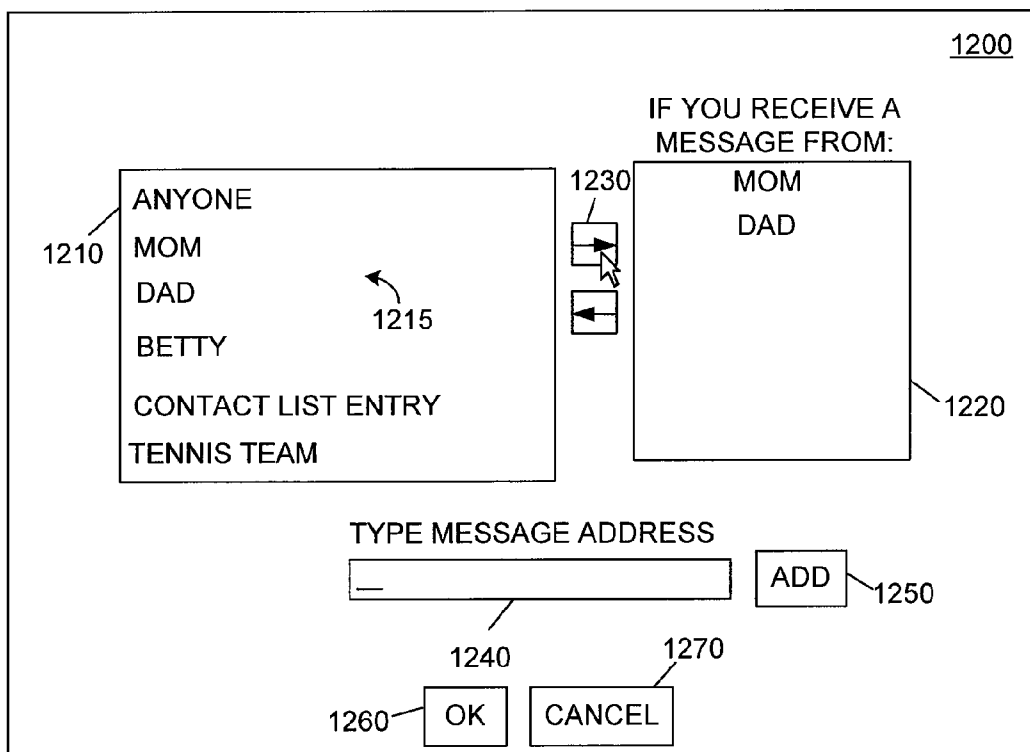 1200
IF YOU RECEIVE A
MESSAGE FROM:
1210
ANYONE
MOM
DAD
BETTY
CONTACT LIST ENTRY
TENNIS TEAM
1215
1230
MOM
DAD
1220
TYPE MESSAGE ADDRESS
1240
ADD
1250
1260
OK
CANCEL
1270